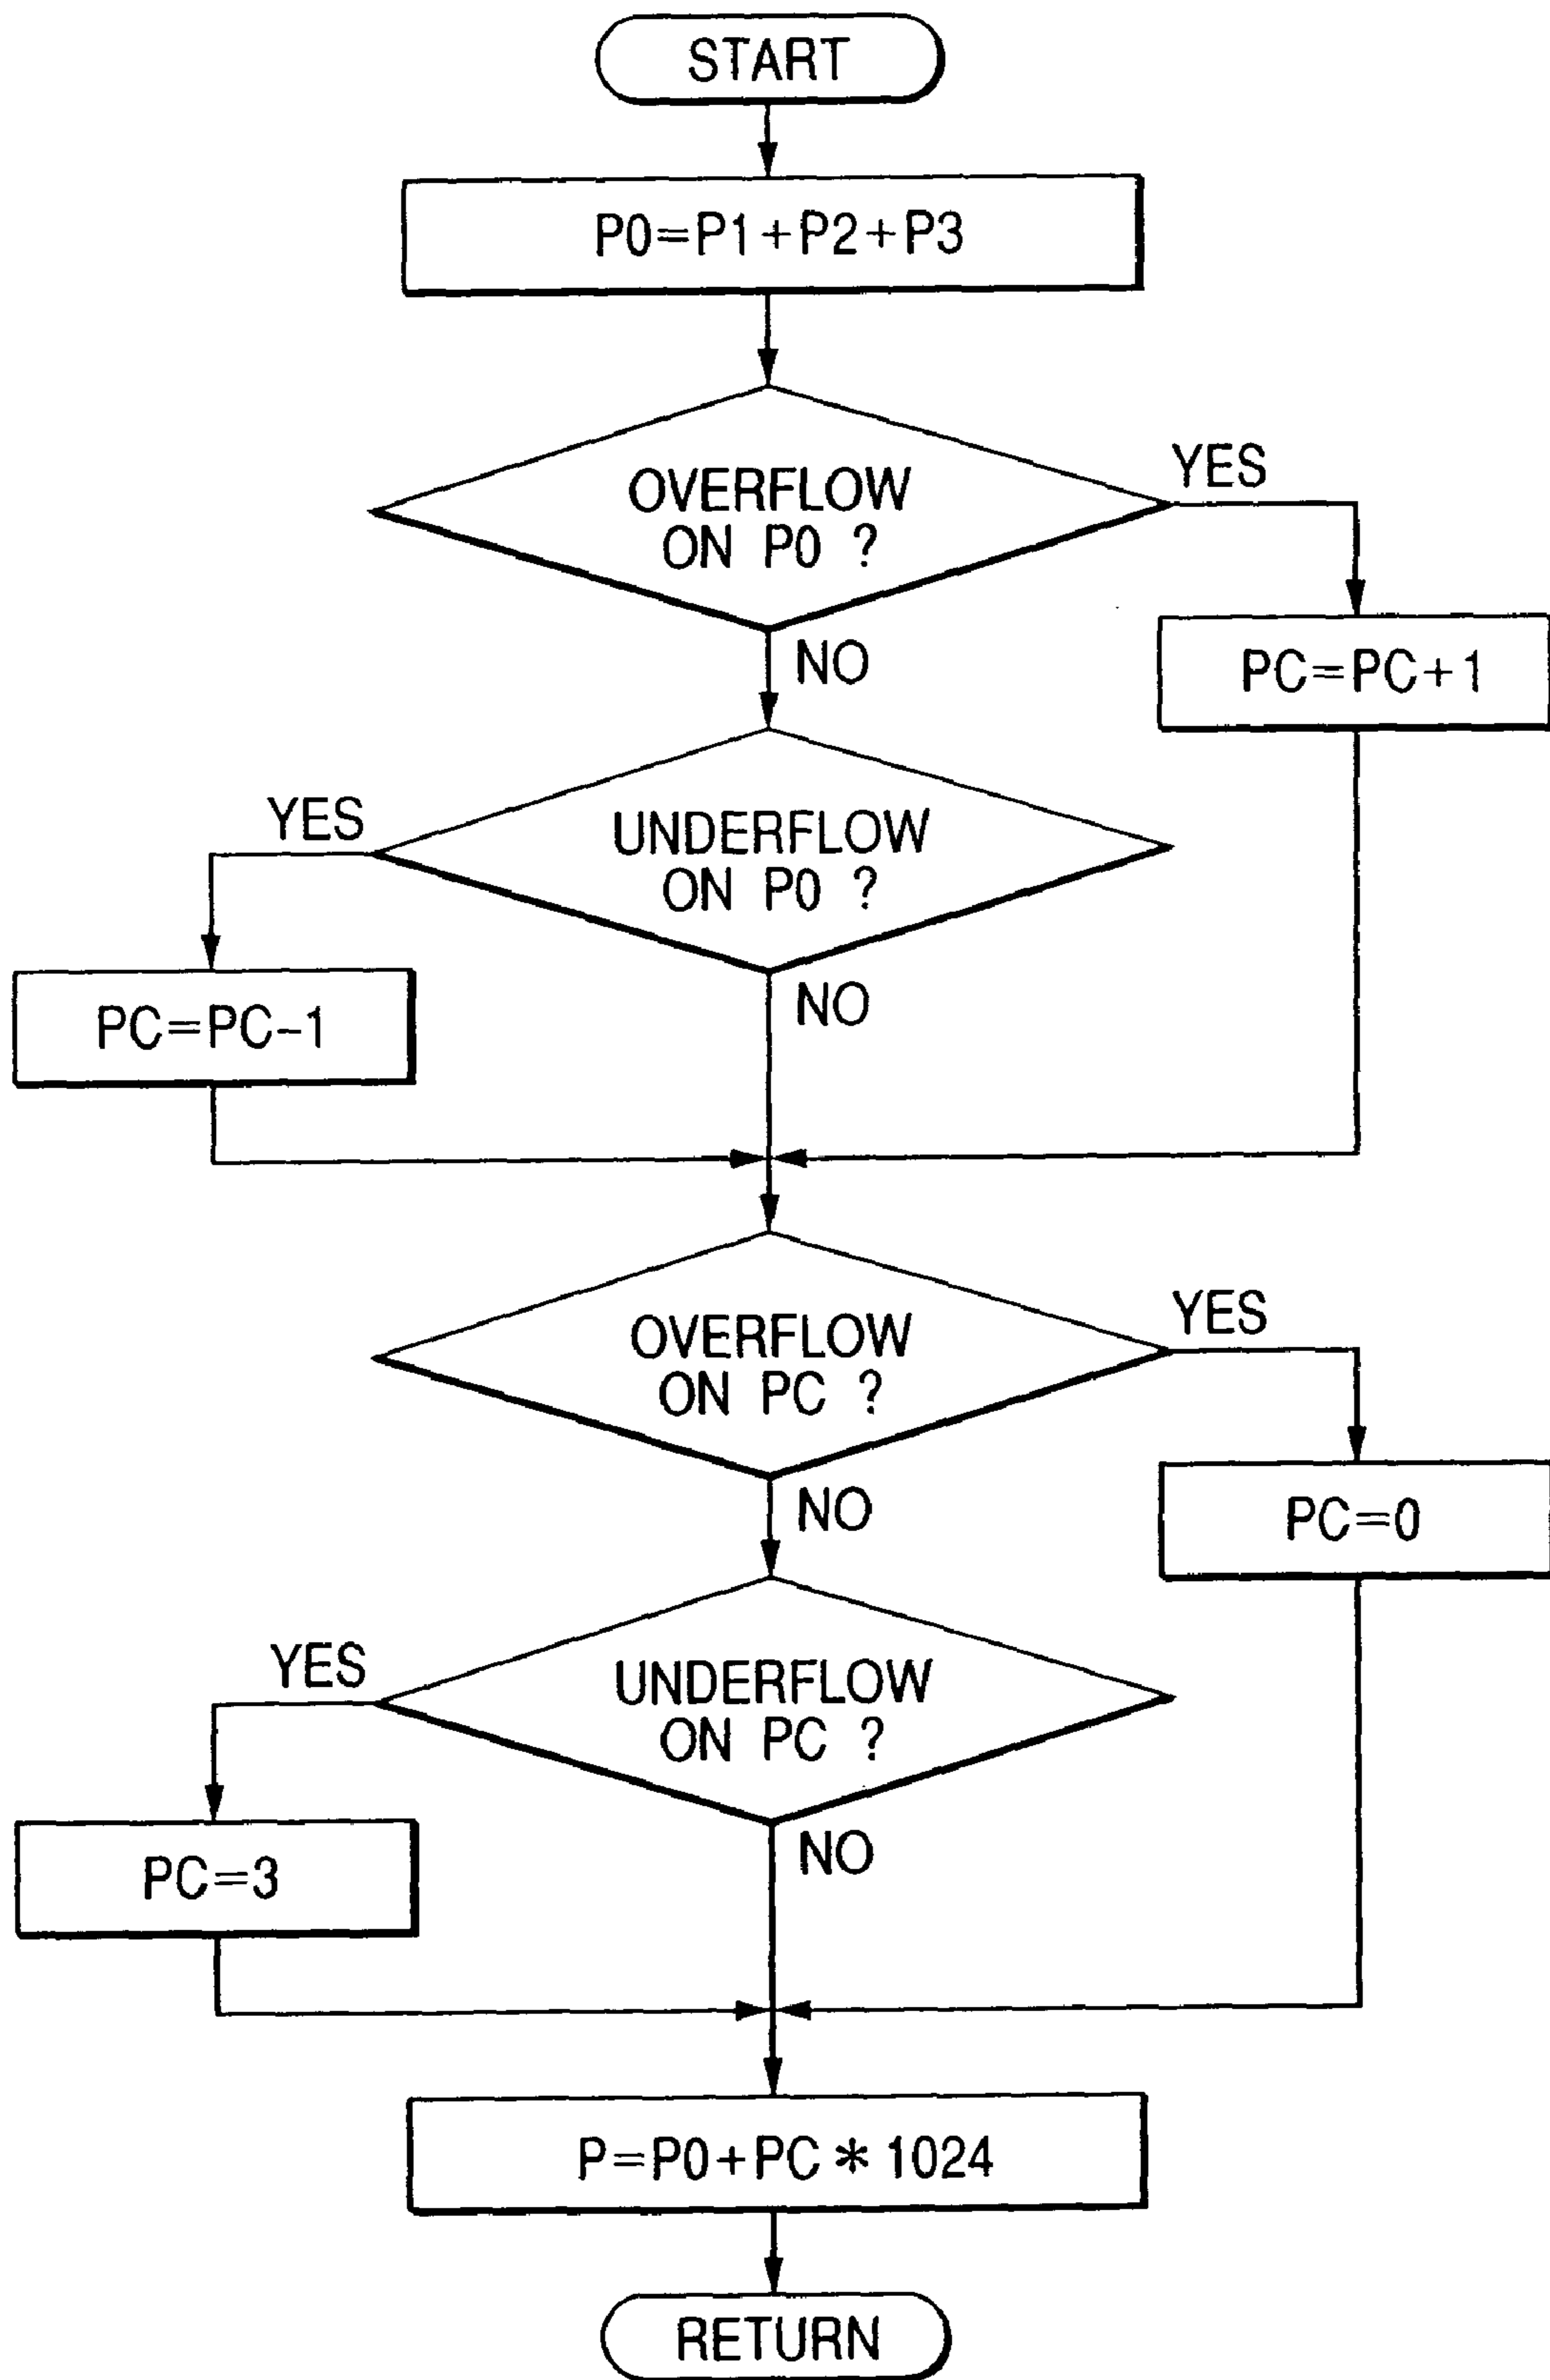 START
P0=P1+P2+P3
OVERFLOW
ON P0 ?
YES
NO
PC=PC+1
UNDERFLOW
ON P0 ?
YES
NO
PC=PC-1
OVERFLOW
ON PC ?
YES
NO
PC=0
UNDERFLOW
ON PC ?
YES
NO
PC=3
P=P0+PC * 1024
RETURN